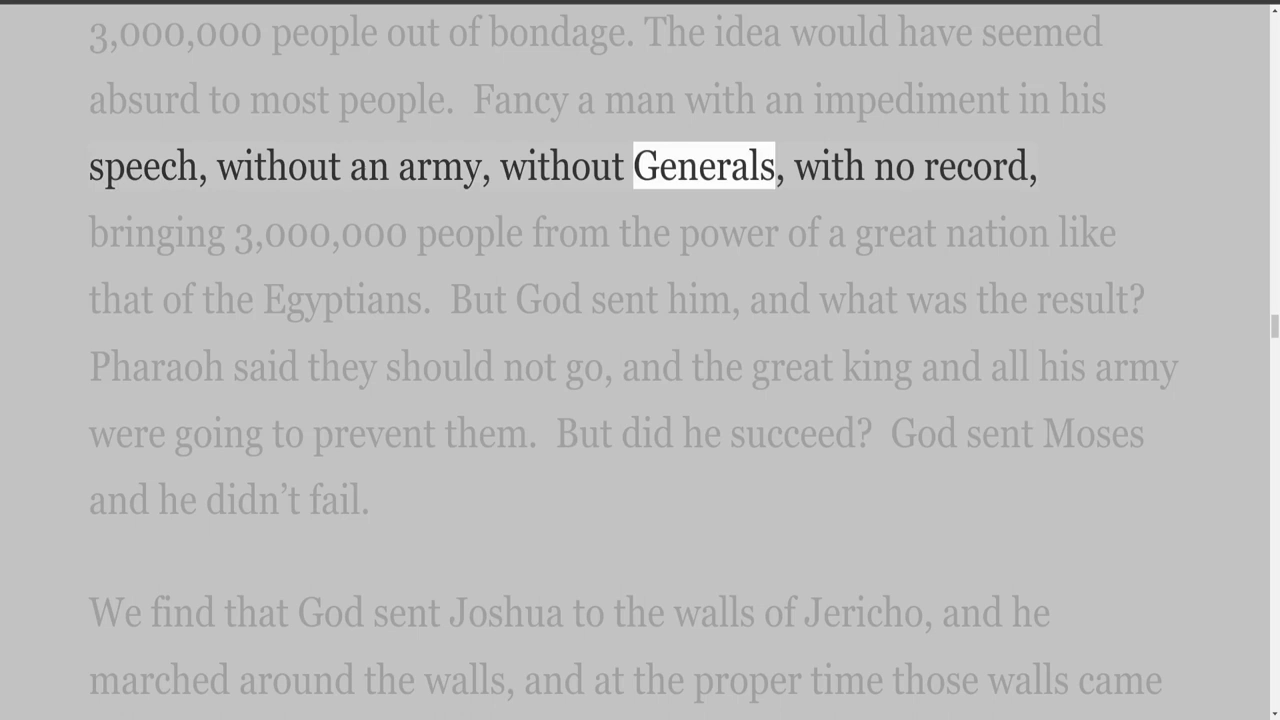 3,000,000 people out of bondage. The idea would have seemed
absurd to most people.  Fancy a man with an impediment in his
speech, without an army, without Generals, with no record,
bringing 3,000,000 people from the power of a great nation like
that of the Egyptians.  But God sent him, and what was the result?
Pharaoh said they should not go, and the great king and all his army
were going to prevent them.  But did he succeed?  God sent Moses
and he didn’t fail.
We find that God sent Joshua to the walls of Jericho, and he
marched around the walls, and at the proper time those walls came